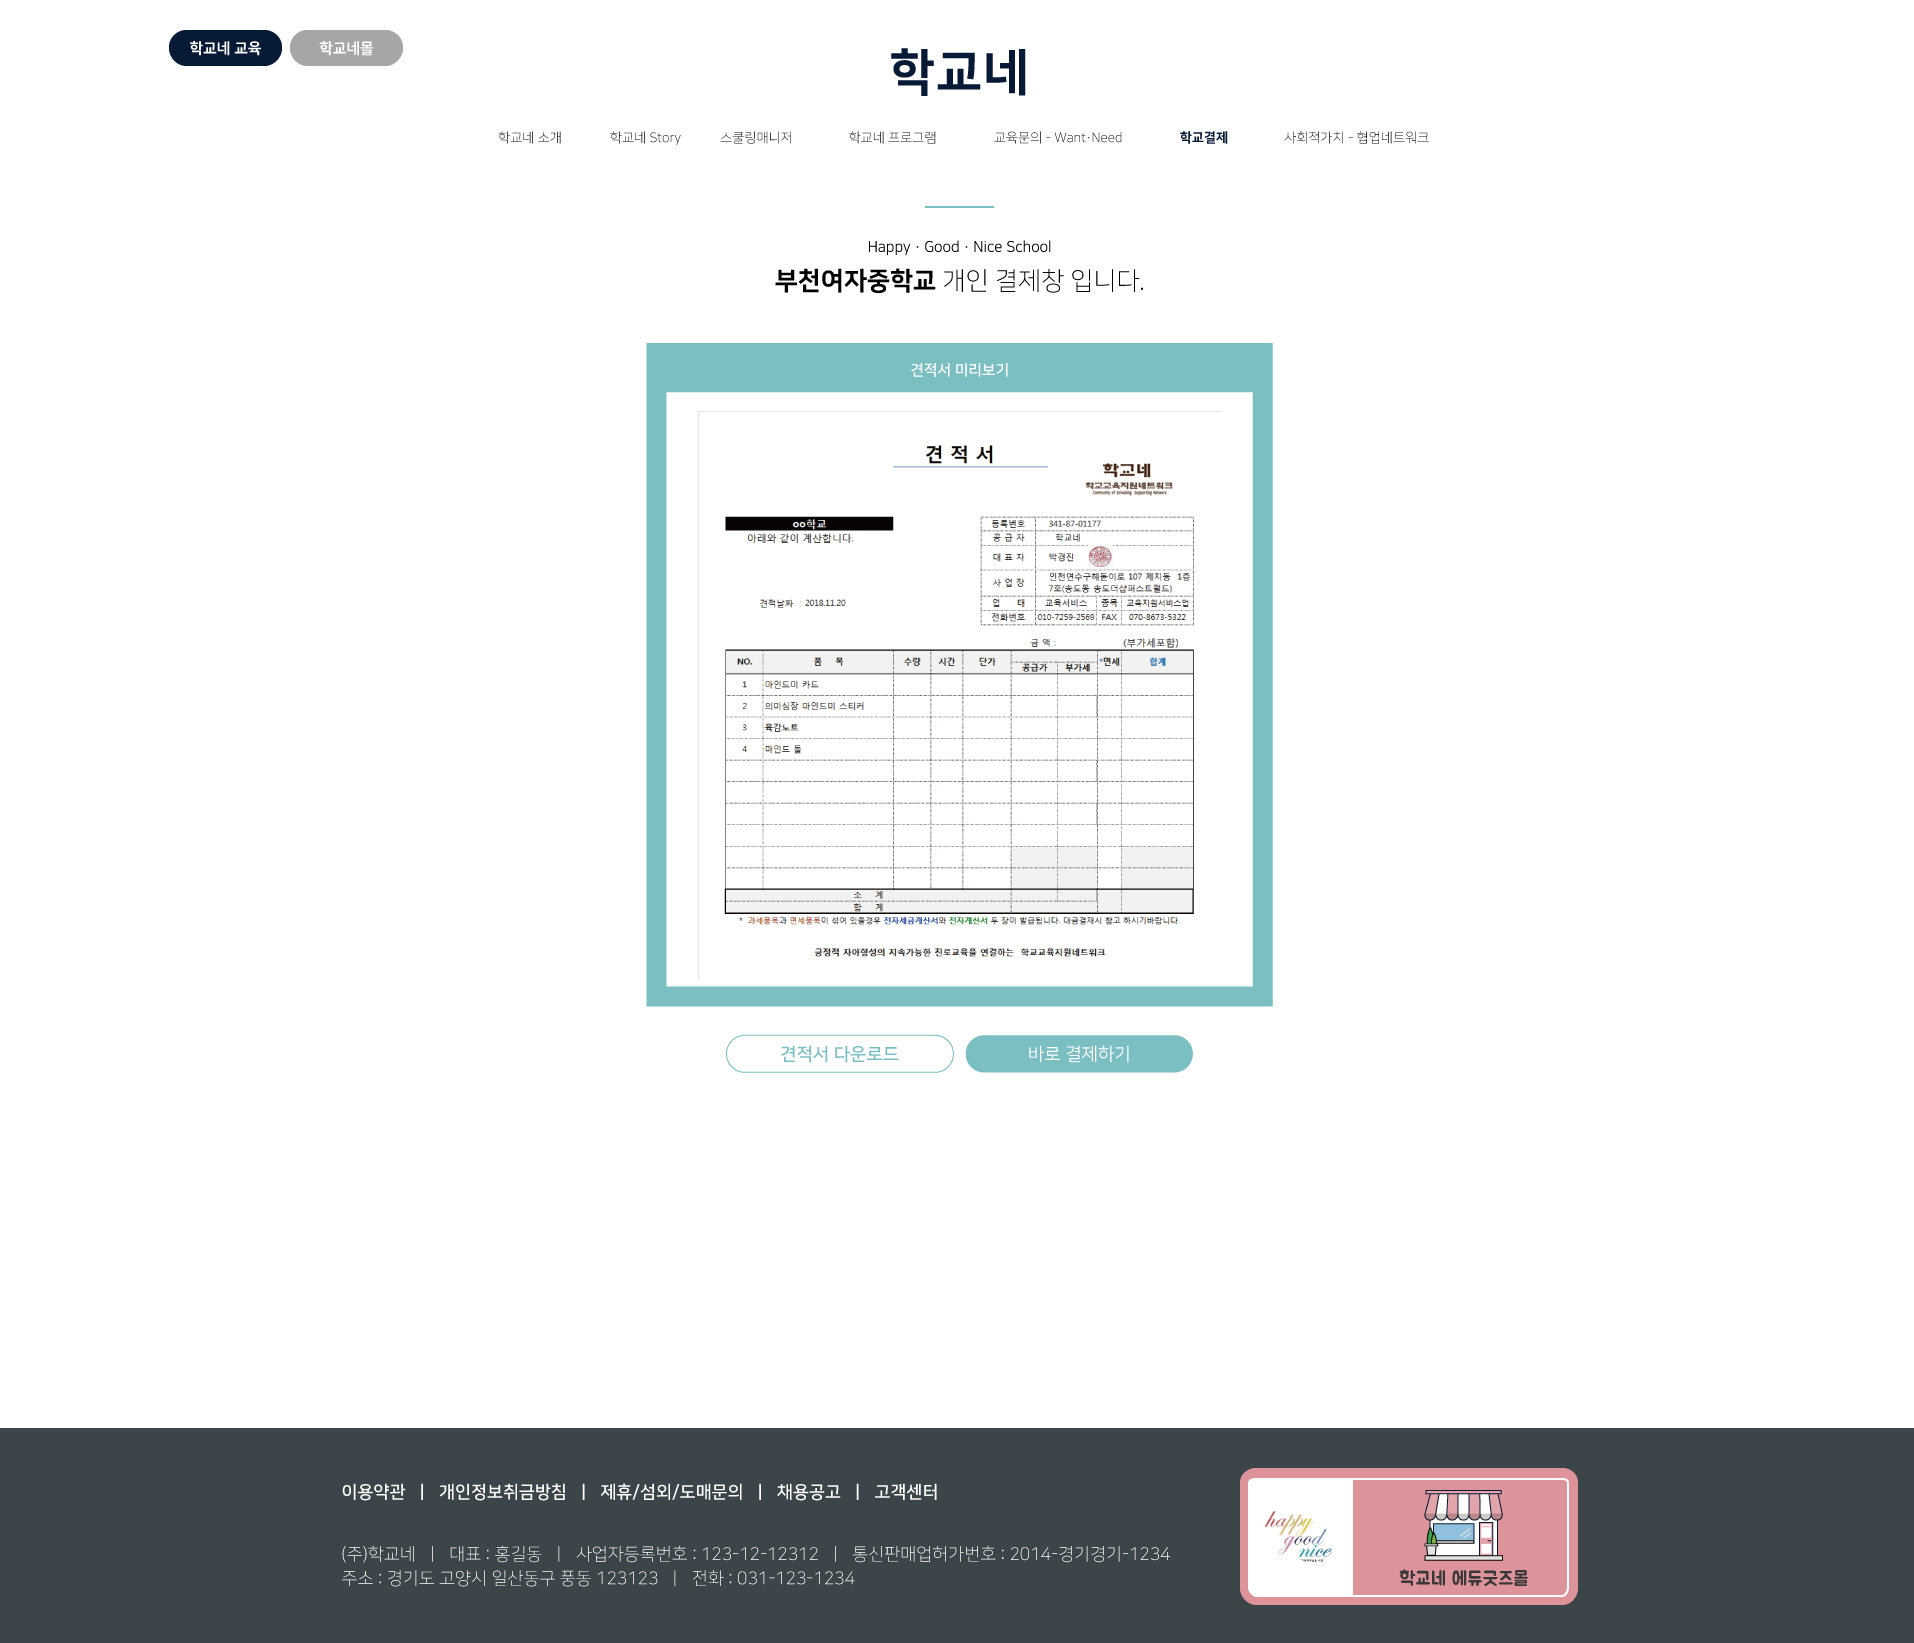 학교네 교육
학교네몰
학교네
학교네 소개
학교네 Story
스쿨링매니저
학교네 프로그램
교육문의 - Want·Need
학교결제
사회적가치 - 협업네트워크
Happy · Good · Nice School
부천여자중학교 개인 결제창 입니다.
견적서 미리보기
견 적 서
학교네
학교교육지원네트워크
Community of Schooling Supporting Network
oo학교
아래와 같이 계산합니다.
견적날짜 : 2018.11.20
등록번호 341-87-01177
공 급 자 학교네
대 표 자 박경진
사 업 장 인천연수구해돋이로 107 제지동 1층
7호(송도동 송도더샵퍼스트월드)
업 태 교육서비스 종목 교육지원서비스업
전화번호 010-7259-2569 FAX 070-8673-5322
금 액 : (부가세포함)
NO. 품 목 수량 시간 단가 공급가 부가세 *면세 합계
1 마인드미 카드
2 의미심장 마인드미 스티커
3 육감노트
4 마인드 돌
소 계
합 계
* 과세품목과 면세품목이 섞여 있을경우 전자세금계산서와 전자계산서 두 장이 발급됩니다. 대금결재시 참고 하시기바랍니다.
긍정적 자아형성의 지속가능한 진로교육을 연결하는 학교교육지원네트워크
견적서 다운로드
바로 결제하기
이용약관 | 개인정보취금방침 | 제휴/섬외/도매문의 | 채용공고 | 고객센터
(주)학교네 | 대표 : 홍길동 | 사업자등록번호 : 123-12-12312 | 통신판매업허가번호 : 2014-경기경기-1234
주소 : 경기도 고양시 일산동구 풍동 123123 | 전화 : 031-123-1234
happy
good
nice
학교네 에듀굿즈몰